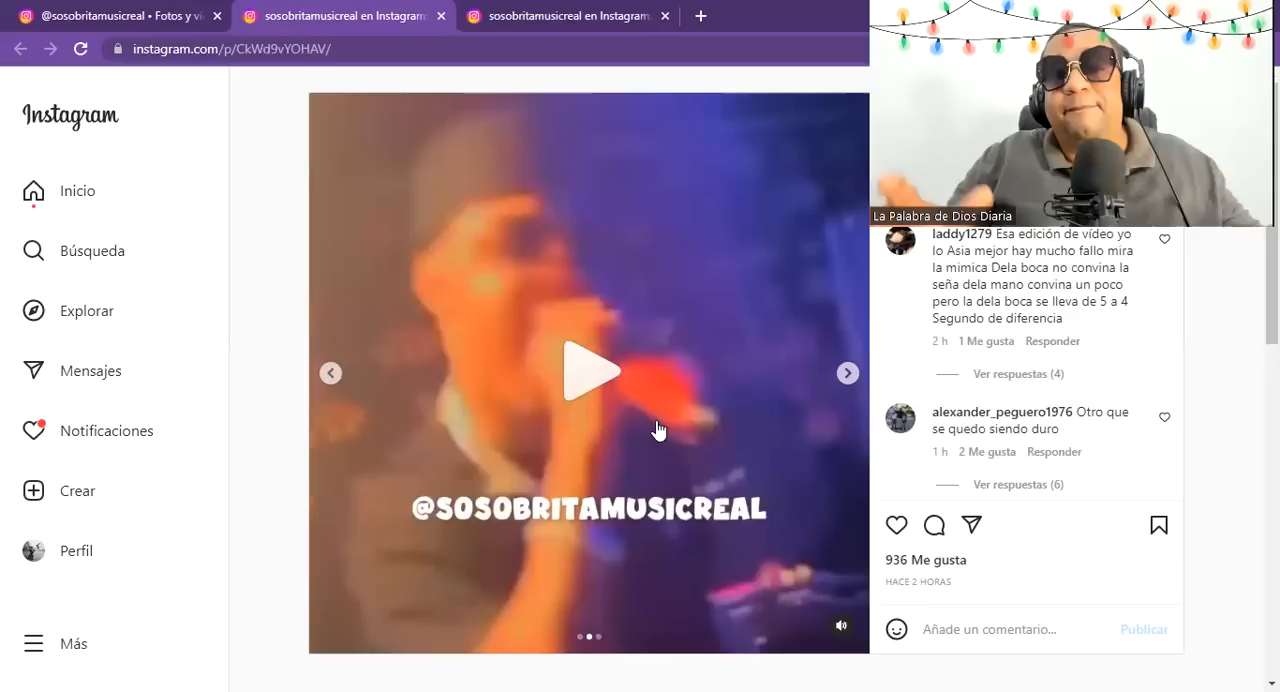 @sosobritamusicreal • Fotos y ví
sosobritamusicreal en Instagram:
sosobritamusicreal en Instagram
instagram.com/p/CkWd9vYOHAV/
Instagram
Inicio
Búsqueda
Explorar
Mensajes
Notificaciones
Crear
Perfil
Más
@SOSOBRITAMUSICREAL
La Palabra de Dios Diaria
laddy1279 Esa edición de vídeo yo
lo Asia mejor hay mucho fallo mira
la mimica Dela boca no convina la
seña dela mano convina un poco
pero la dela boca se lleva de 5 a 4
Segundo de diferencia
2 h 1 Me gusta Responder
Ver respuestas (4)
alexander_peguero1976 Otro que
se quedo siendo duro
1 h 2 Me gusta Responder
Ver respuestas (6)
936 Me gusta
HACE 2 HORAS
Añade un comentario...
Publicar